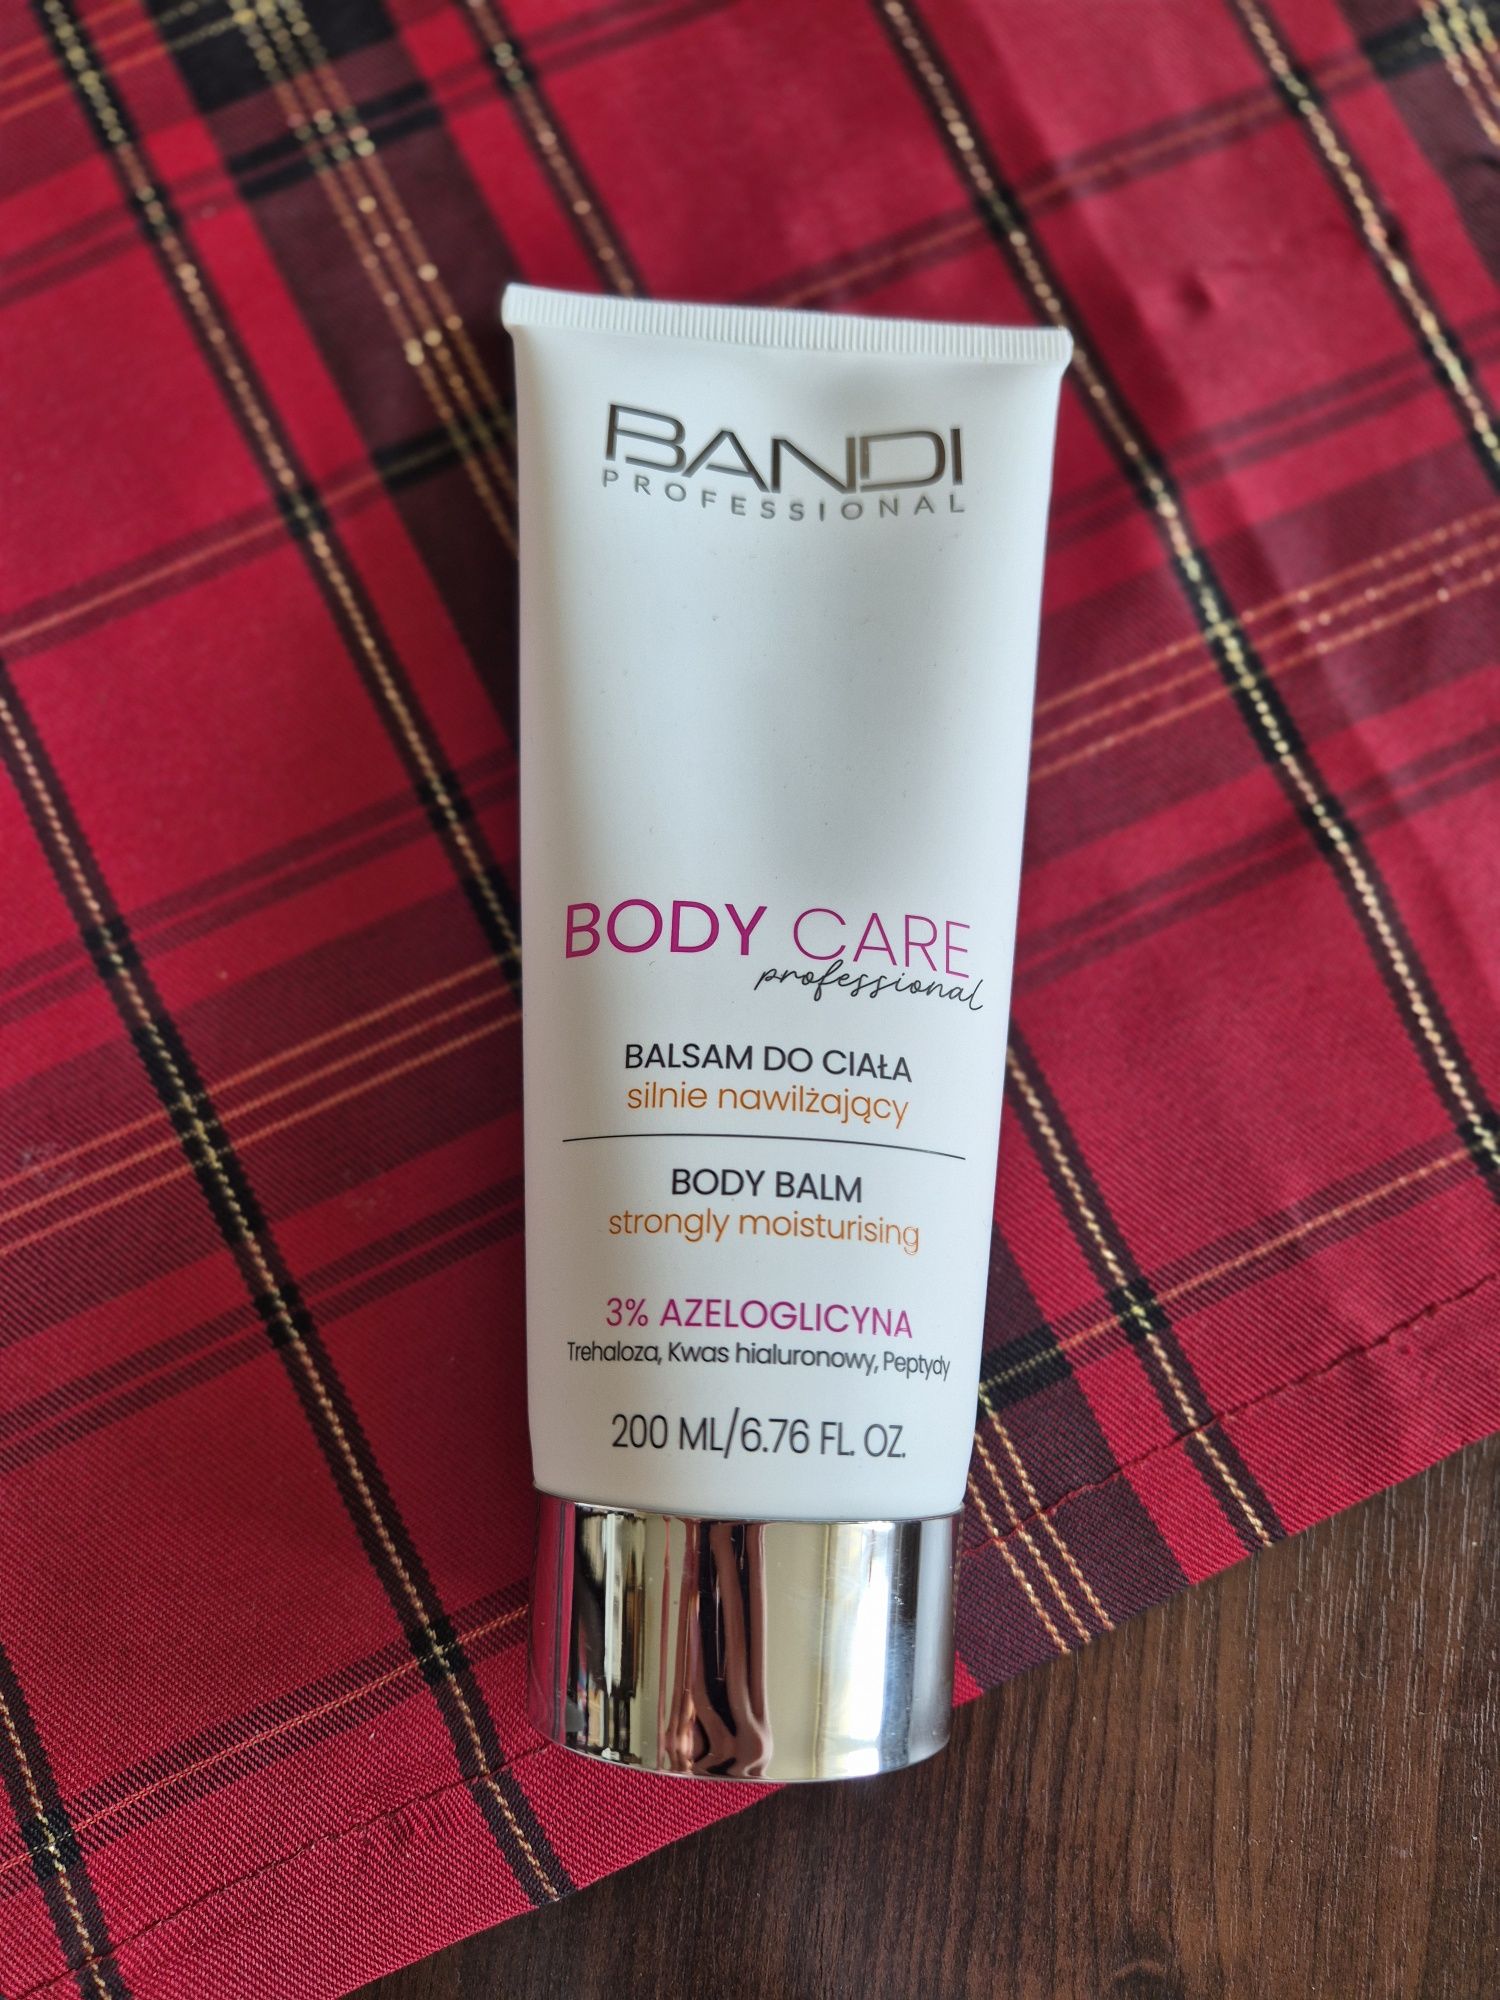 BANDI
PROFESSIONAL
BODY CARE
professional
BALSAM DO CIAŁA
silnie nawilżający
BODY BALM
strongly moisturising
3% AZELOGLICYNA
Trehaloza, Kwas hialuronowy, Peptydy
200 ML/6.76 FL. OZ.